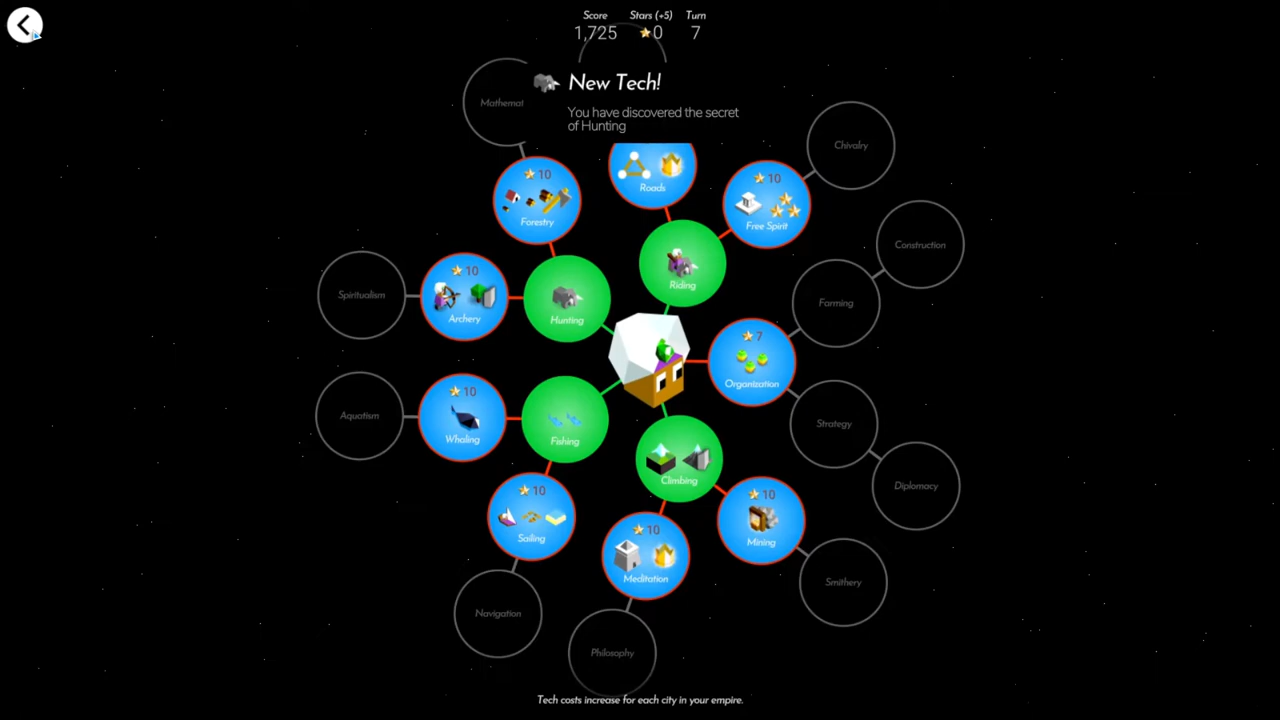 Score
Stars (+5)
Turn
1,725
0
7
New Tech!
You have discovered the secret
of Hunting
Mathemat
Chivalry
10
Forestry
Roads
10
Free Spirit
Construction
Spiritualism
10
Archery
Hunting
Riding
Farming
7
Organization
Aquatism
10
Whaling
Fishing
Climbing
Strategy
Diplomacy
10
Sailing
10
Meditation
10
Mining
Smithery
Navigation
Philosophy
Tech costs increase for each city in your empire.